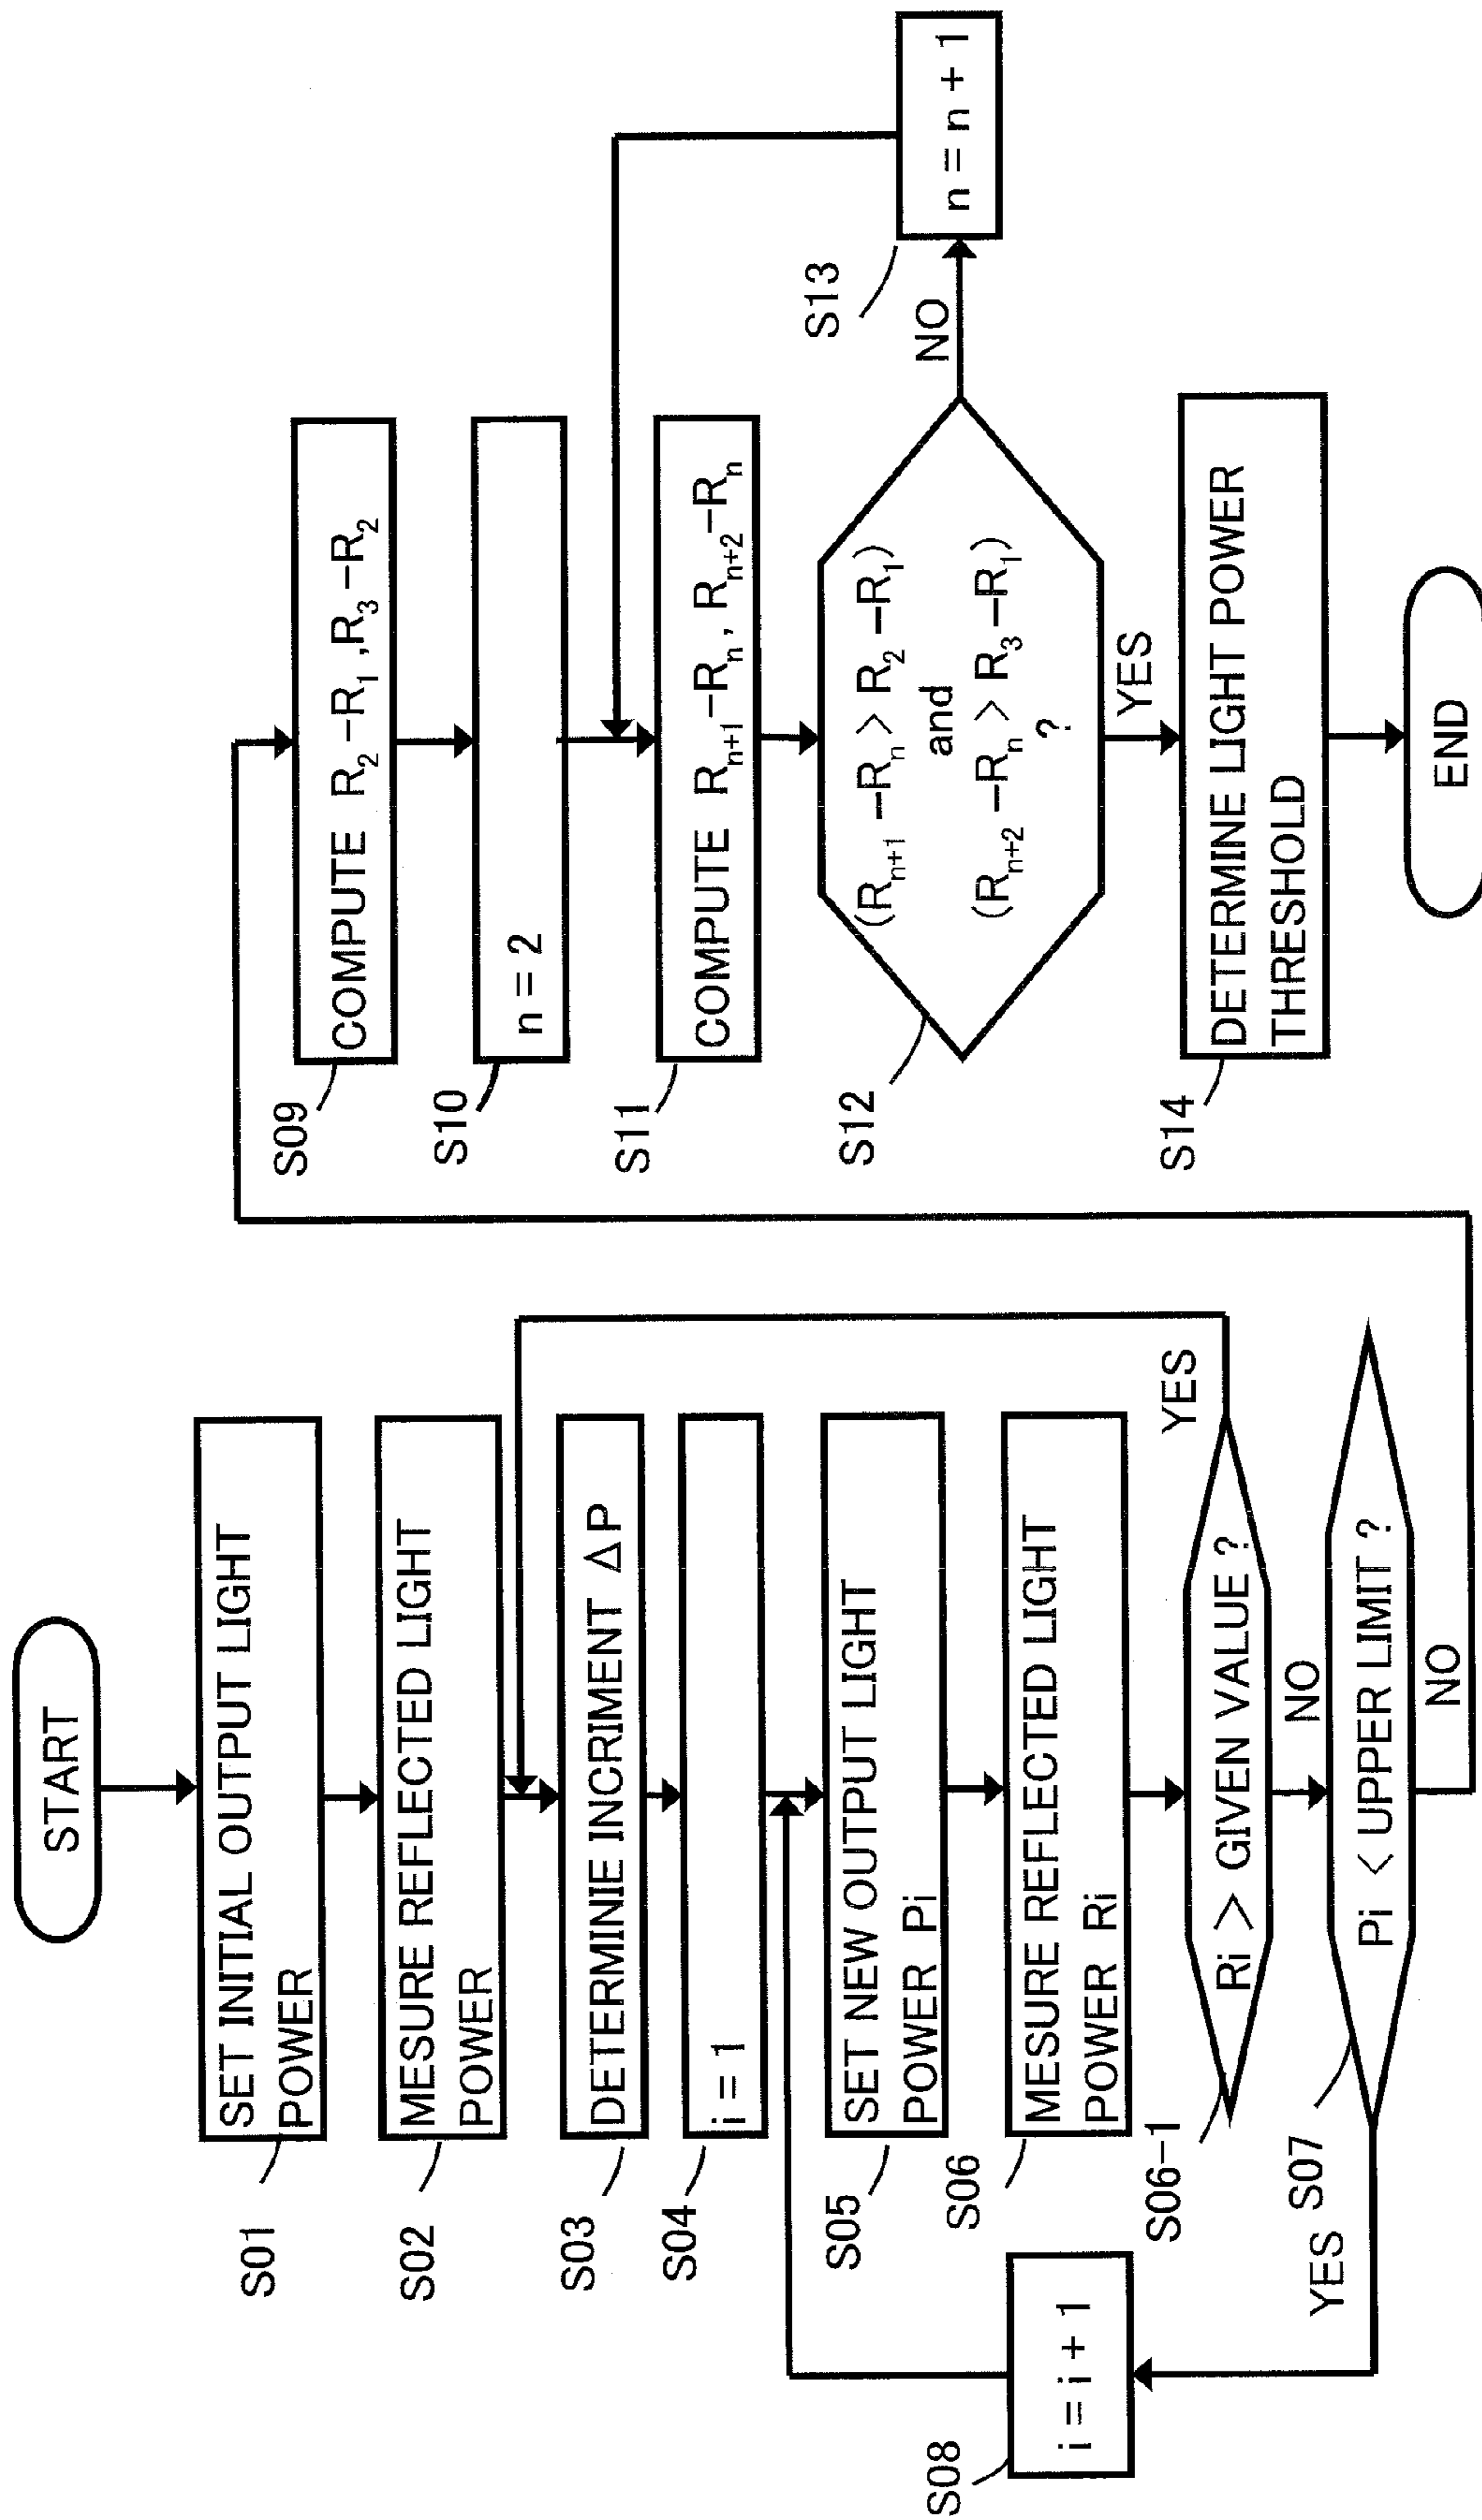 START
S01
SET INITIAL OUTPUT LIGHT
POWER
S02
MESURE REFLECTED LIGHT
POWER
S03
DETERMINIE INCRIMENT ΔP
S04
i = 1
S05
SET NEW OUTPUT LIGHT
POWER Pi
S06
MESURE REFLECTED LIGHT
POWER Ri
S06-1
Ri > GIVEN VALUE ?
YES
NO
S07
Pi < UPPER LIMIT ?
YES
NO
S08
i = i + 1
S09
COMPUTE R₂−R₁,R₃−R₂
S10
n = 2
S11
COMPUTE Rₙ₊₁−Rₙ, Rₙ₊₂−Rₙ
S12
(Rₙ₊₁−Rₙ > R₂−R₁)
and
(Rₙ₊₂−Rₙ > R₃−R₁)
?
NO
YES
S13
n = n + 1
S14
DETERMINE LIGHT POWER
THRESHOLD
END